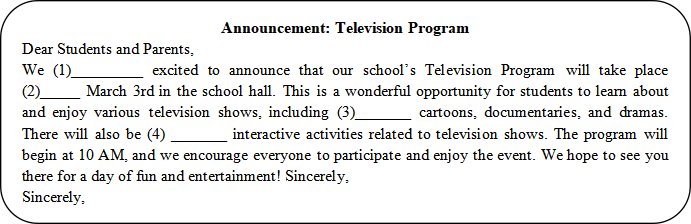 Announcement: Television Program
Dear Students and Parents,
We (1)__________ excited to announce that our school's Television Program will take place
(2)_____ March 3rd in the school hall. This is a wonderful opportunity for students to learn about
and enjoy various television shows, including (3)_______ cartoons, documentaries, and dramas.
There will also be (4) _______ interactive activities related to television shows. The program will
begin at 10 AM, and we encourage everyone to participate and enjoy the event. We hope to see you
there for a day of fun and entertainment! Sincerely,
Sincerely,